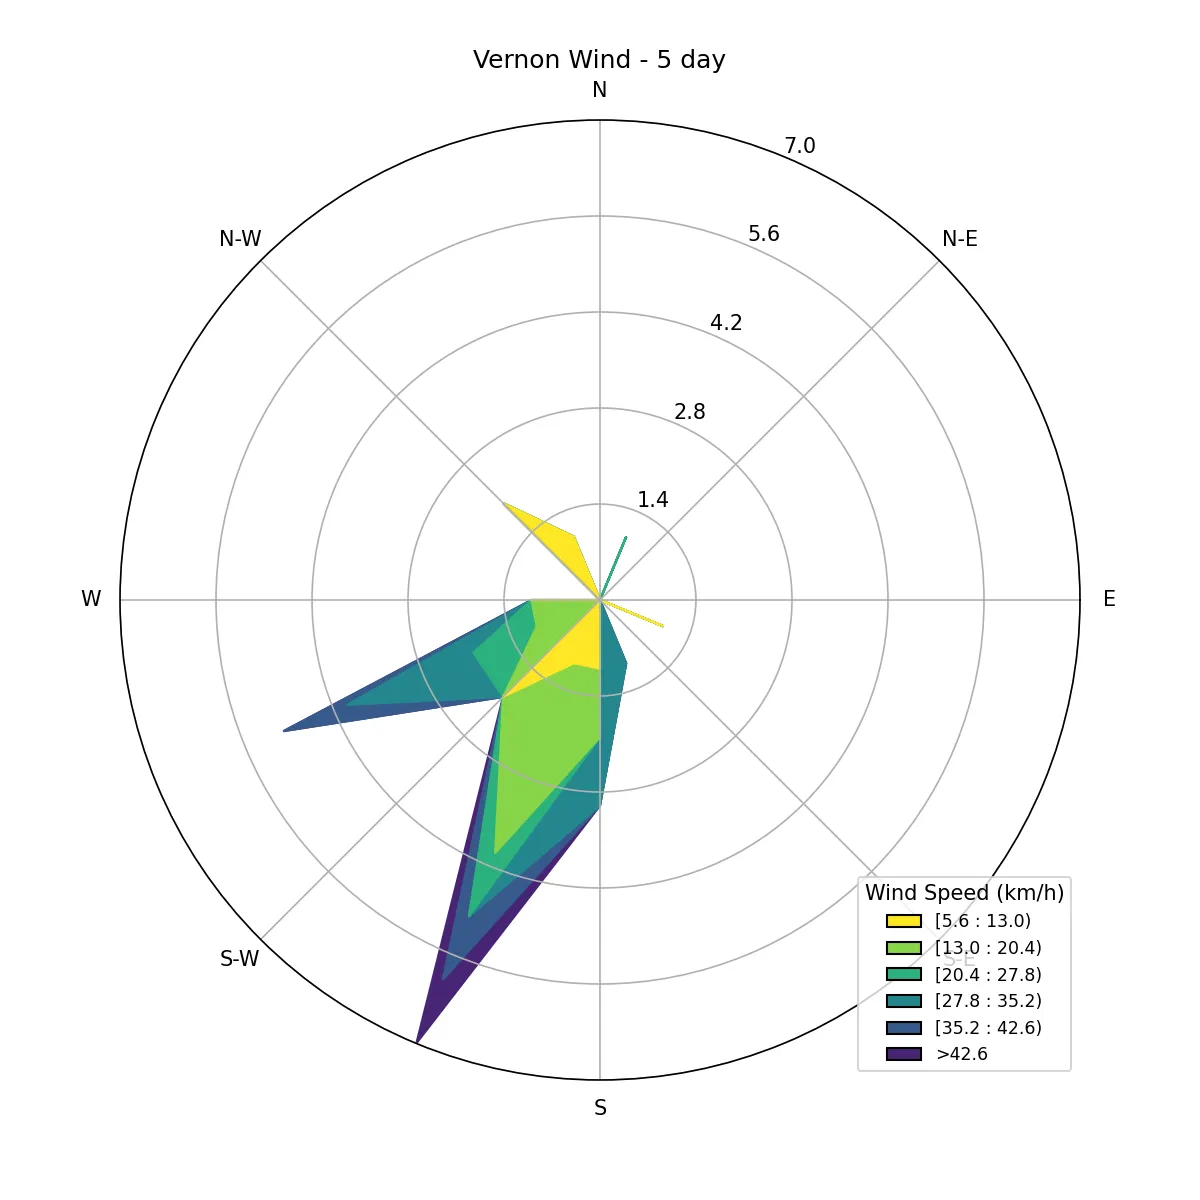 Vernon Wind - 5 day
N
7.0
N-W
5.6
N-E
4.2
2.8
1.4
W
E
S-W
S-E
S
Wind Speed (km/h)
[5.6 : 13.0)
[13.0 : 20.4)
[20.4 : 27.8)
[27.8 : 35.2)
[35.2 : 42.6)
>42.6